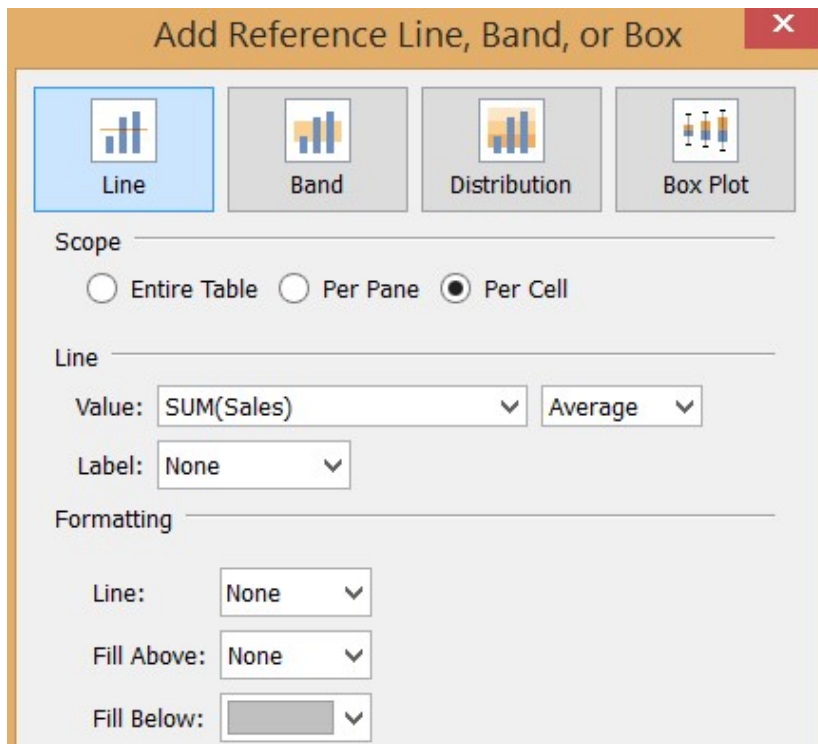 Add Reference Line, Band, or Box
Line Band Distribution Box Plot
Scope
Entire Table Per Pane Per Cell
Line
Value: SUM(Sales) Average
Label: None
Formatting
Line: None
Fill Above: None
Fill Below: